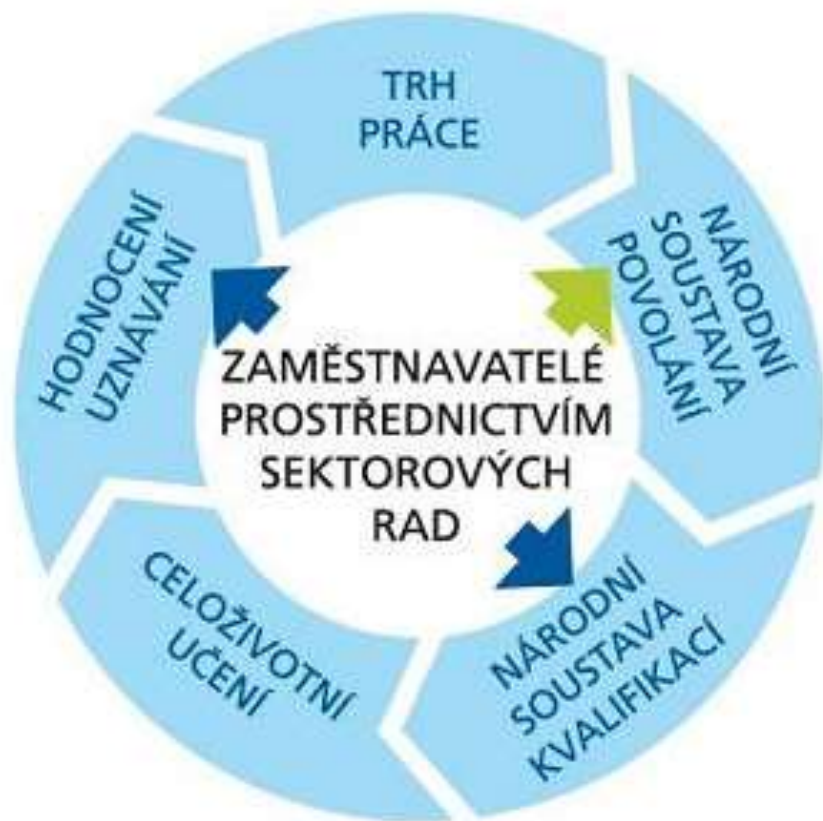 TRH
PRÁCE
NÁRODNÍ
SOUSTAVA
POVOLÁNÍ
NÁRODNÍ
SOUSTAVA
KVALIFIKACÍ
CELOŽIVOTNÍ
UČENÍ
HODNOCENÍ
UZNÁVÁNÍ
ZAMĚSTNAVATELÉ
PROSTŘEDNICTVÍM
SEKTOROVÝCH
RAD